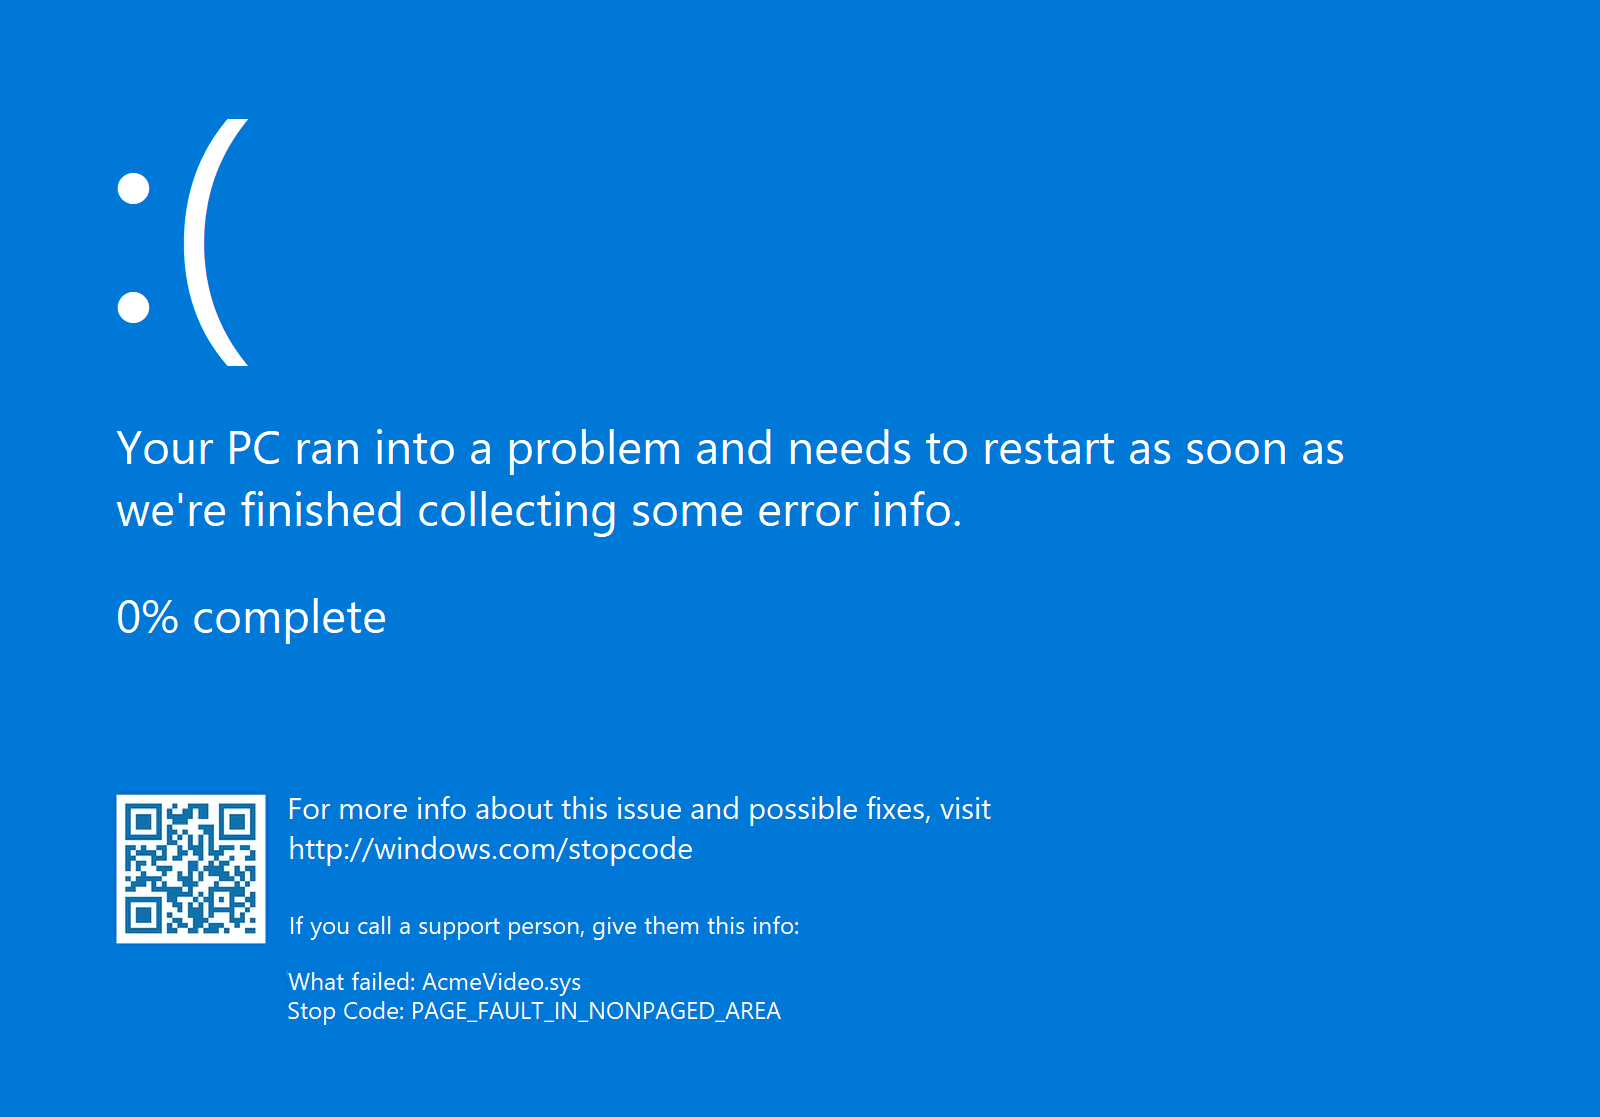 :(
Your PC ran into a problem and needs to restart as soon as
we're finished collecting some error info.
0% complete
For more info about this issue and possible fixes, visit
http://windows.com/stopcode
If you call a support person, give them this info:
What failed: AcmeVideo.sys
Stop Code: PAGE_FAULT_IN_NONPAGED_AREA